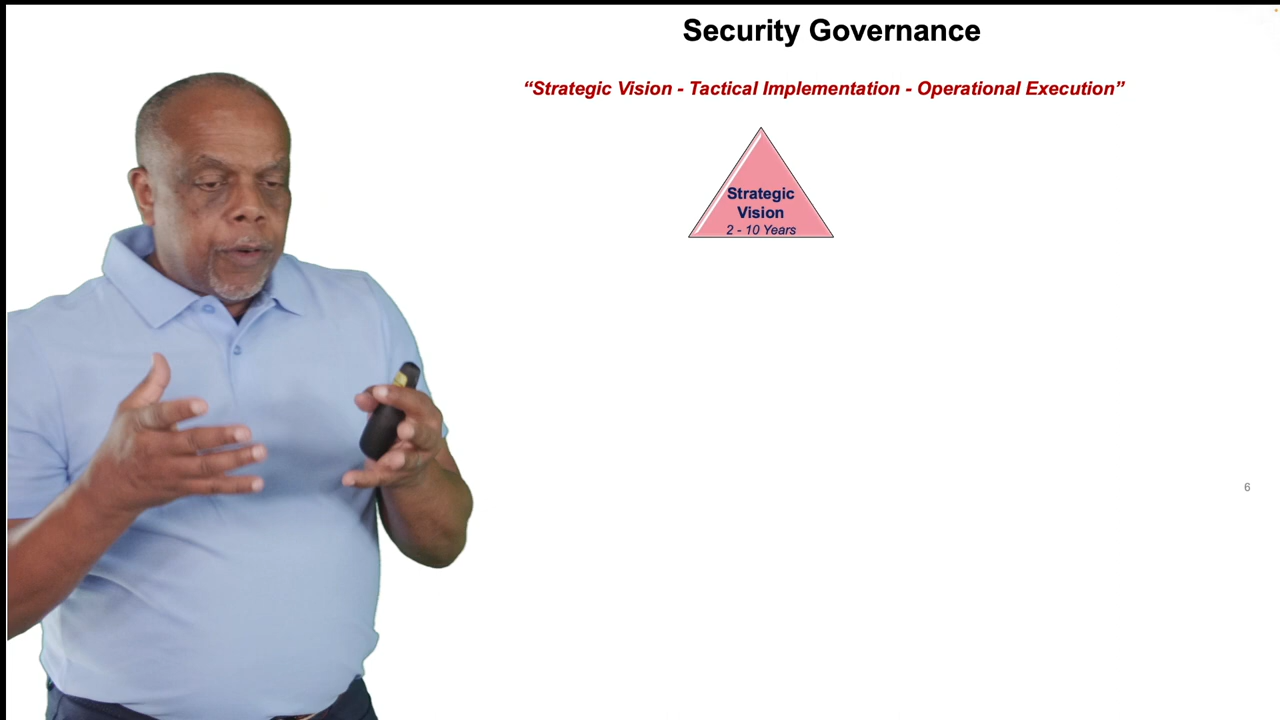 Security Governance
“Strategic Vision - Tactical Implementation - Operational Execution”
Strategic
Vision
2 - 10 Years
6